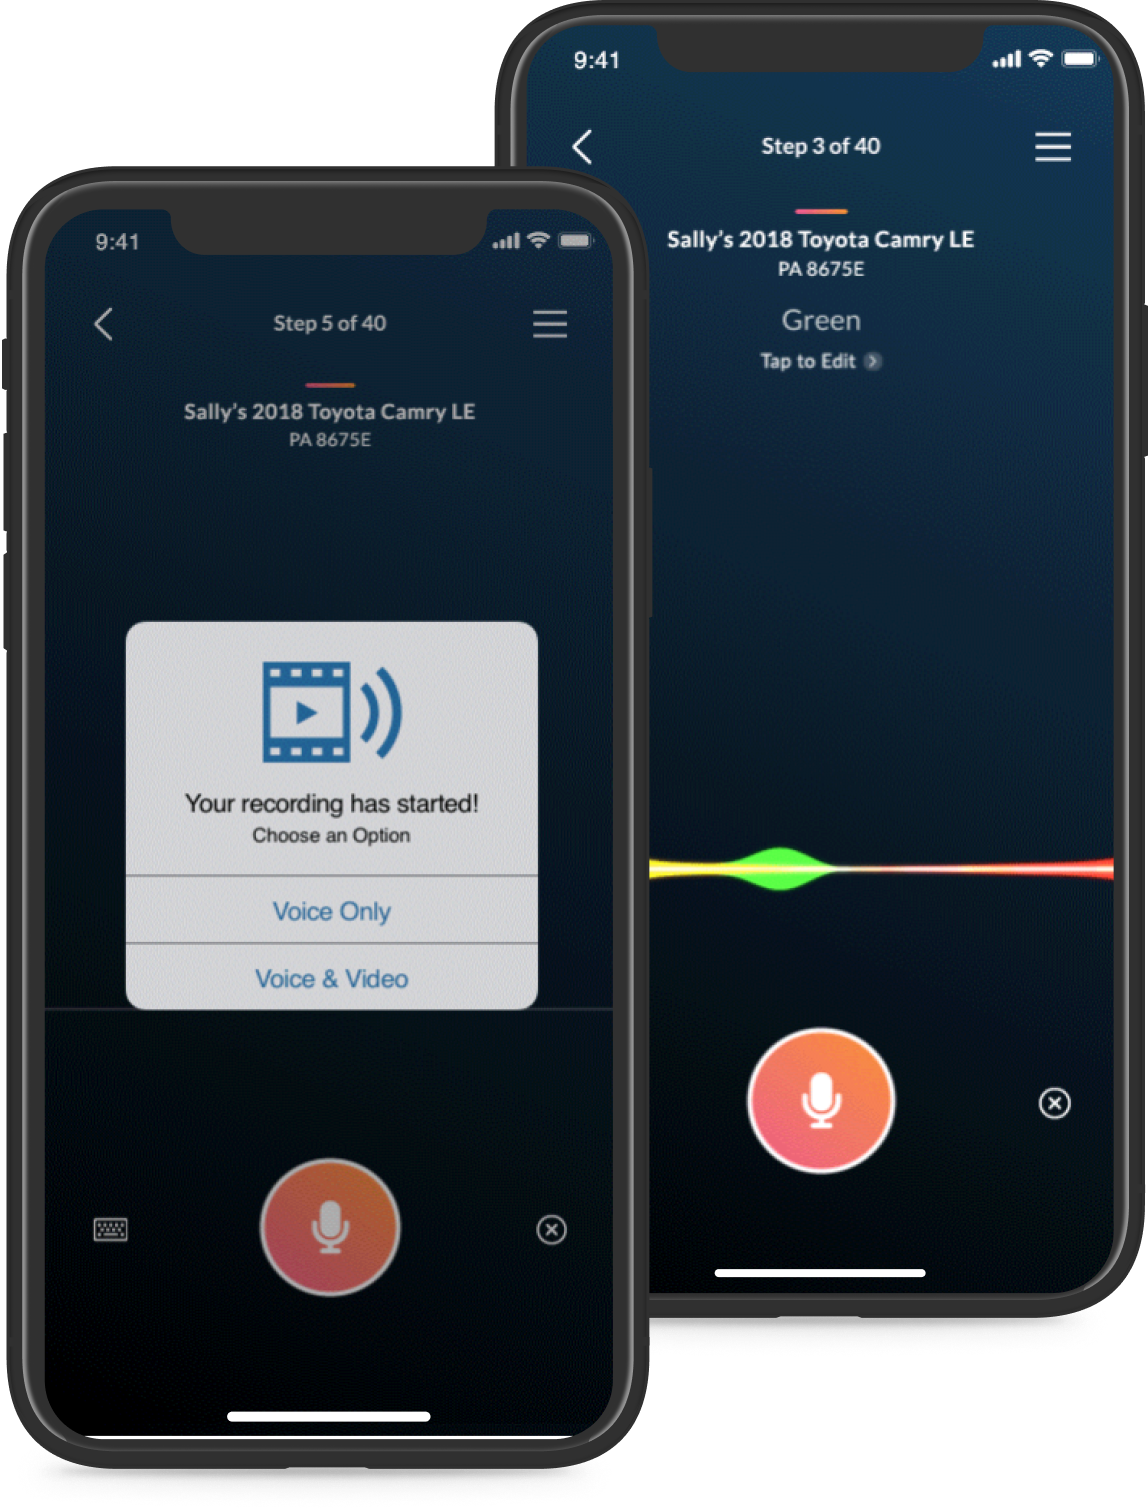 9:41
Step 5 of 40
Sally's 2018 Toyota Camry LE
PA 8675E
Your recording has started!
Choose an Option
Voice Only
Voice & Video
9:41
Step 3 of 40
Sally's 2018 Toyota Camry LE
PA 8675E
Green
Tap to Edit